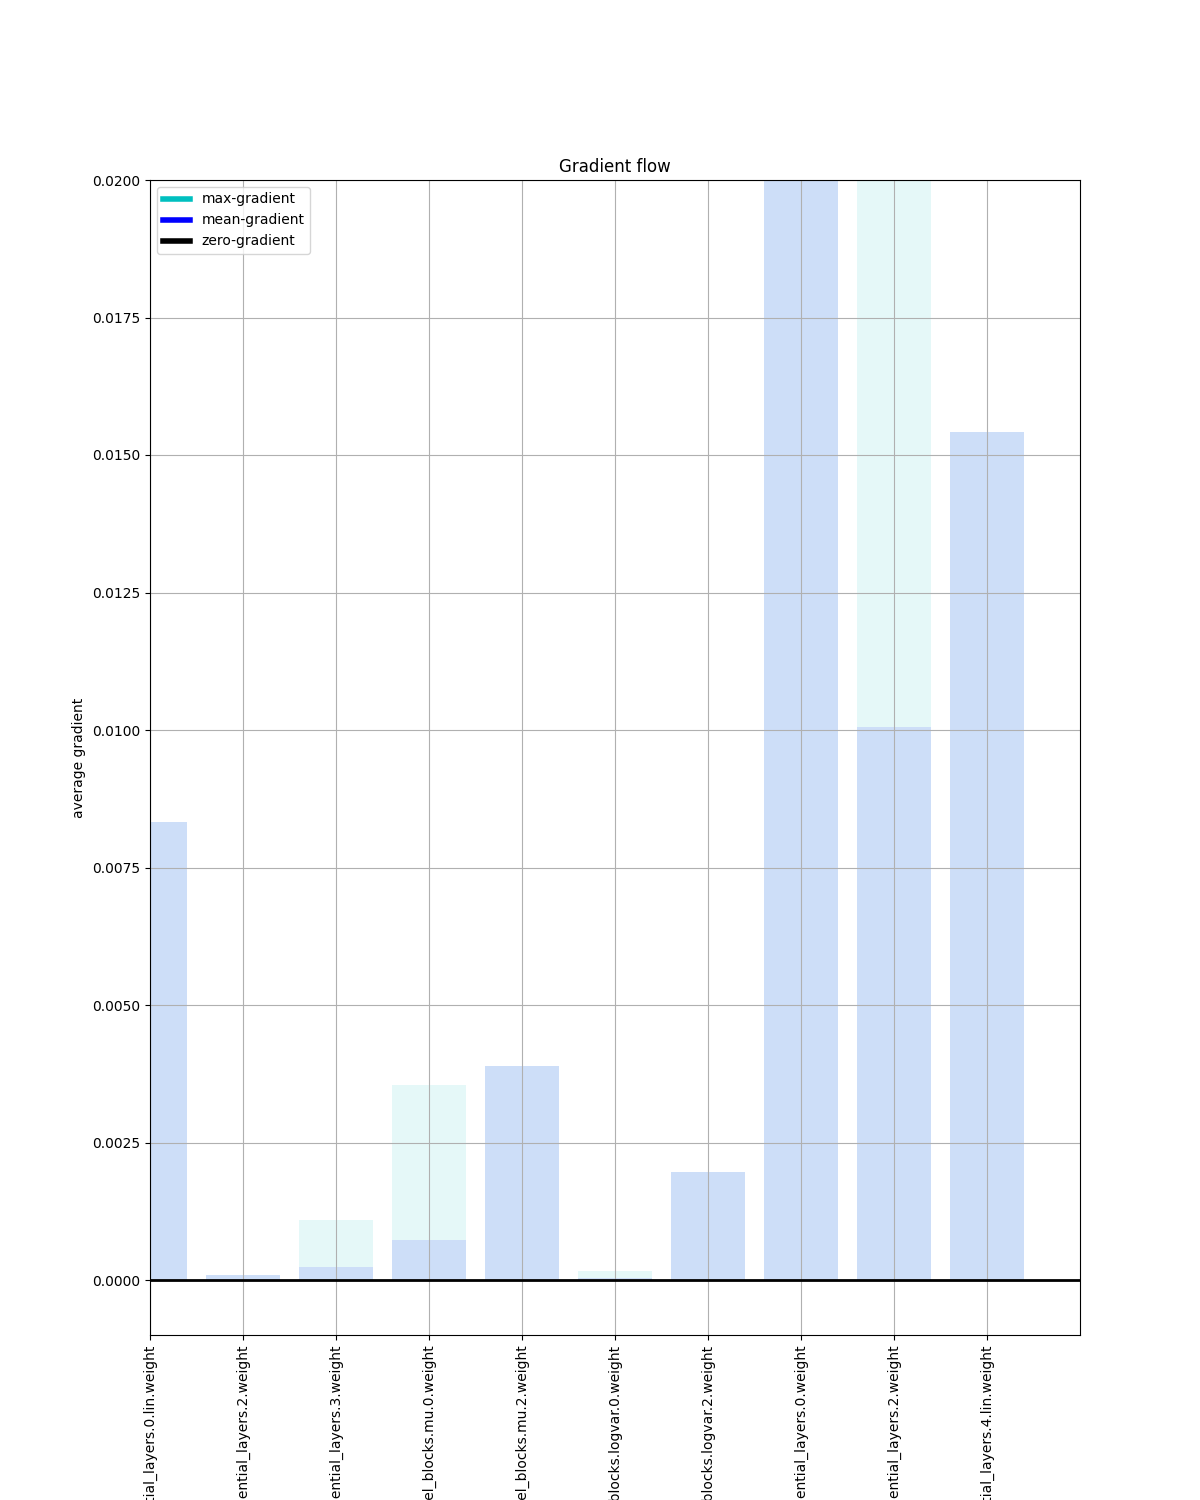 Gradient flow
max-gradient
mean-gradient
zero-gradient
0.0200
0.0175
0.0150
0.0125
0.0100
0.0075
0.0050
0.0025
0.0000
average gradient
tial_layers.0.lin.weight
ential_layers.2.weight
ential_layers.3.weight
el_blocks.mu.0.weight
el_blocks.mu.2.weight
blocks.logvar.0.weight
blocks.logvar.2.weight
ential_layers.0.weight
ential_layers.2.weight
tial_layers.4.lin.weight